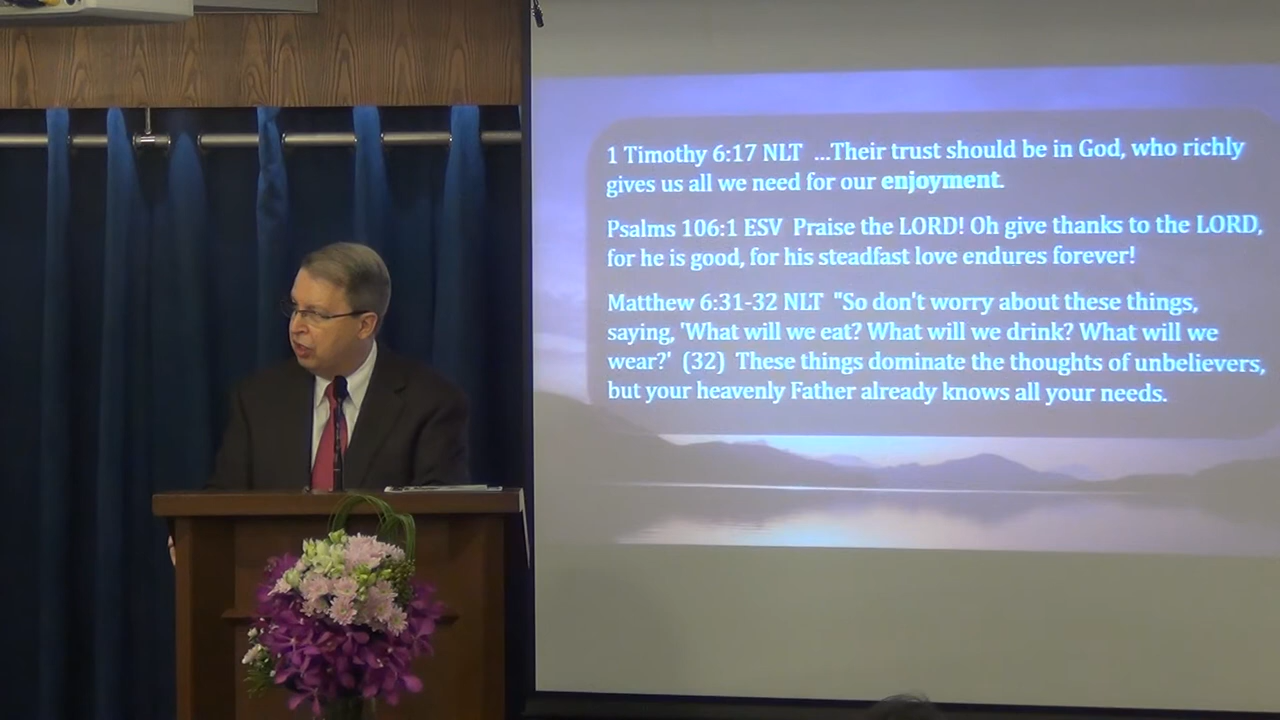 1 Timothy 6:17 NLT ...Their trust should be in God, who richly
gives us all we need for our enjoyment.
Psalms 106:1 ESV Praise the LORD! Oh give thanks to the LORD,
for he is good, for his steadfast love endures forever!
Matthew 6:31-32 NLT "So don't worry about these things,
saying, 'What will we eat? What will we drink? What will we
wear?' (32) These things dominate the thoughts of unbelievers,
but your heavenly Father already knows all your needs.